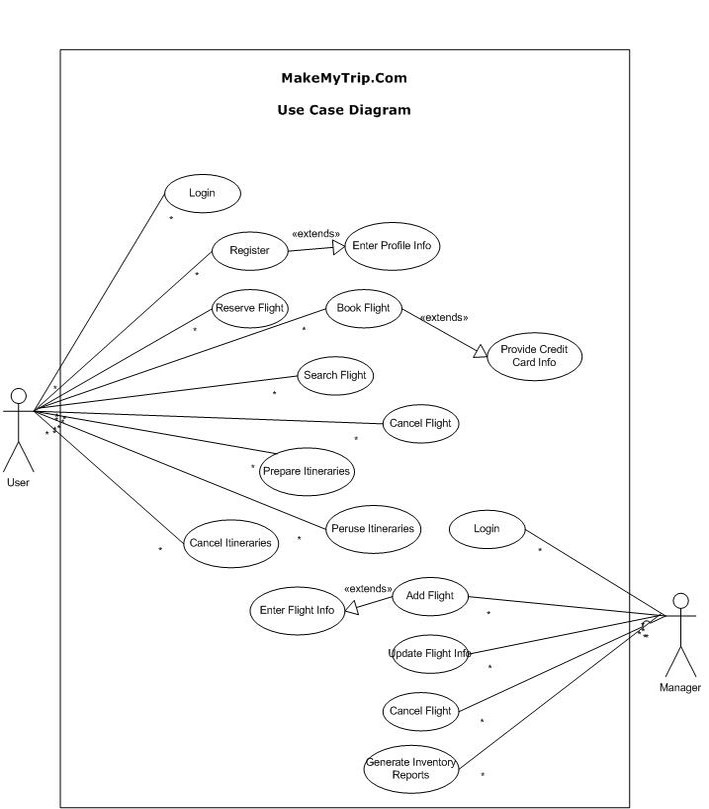 MakeMyTrip.Com
Use Case Diagram
Login
*
«extends»
Register
Enter Profile Info
*
Reserve Flight
Book Flight
«extends»
*
*
Provide Credit
Card Info
Search Flight
*
*
Cancel Flight
*
*
*
User
Prepare Itineraries
*
Peruse Itineraries
Login
*
Cancel Itineraries
*
*
«extends»
Enter Flight Info
Add Flight
*
Update Flight Info
*
Manager
Cancel Flight
*
Generate Inventory
Reports
*